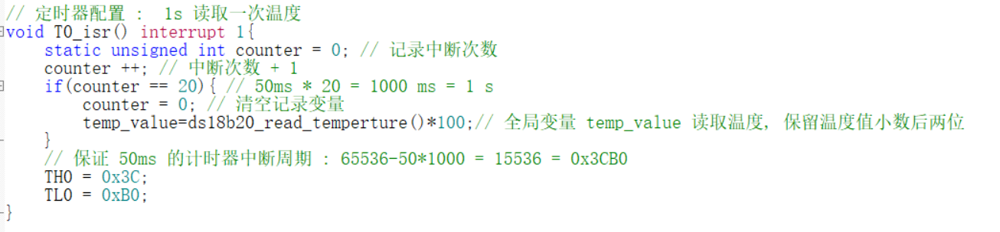 // 定时器配置 : 1s 读取一次温度
void T0_isr() interrupt 1{
static unsigned int counter = 0; // 记录中断次数
counter ++; // 中断次数 + 1
if(counter == 20){ // 50ms * 20 = 1000 ms = 1 s
counter = 0; // 清空记录变量
temp_value=ds18b20_read_temperture()*100;// 全局变量 temp_value 读取温度, 保留温度值小数后两位
}
// 保证 50ms 的计时器中断周期 : 65536-50*1000 = 15536 = 0x3CB0
TH0 = 0x3C;
TL0 = 0xB0;
}